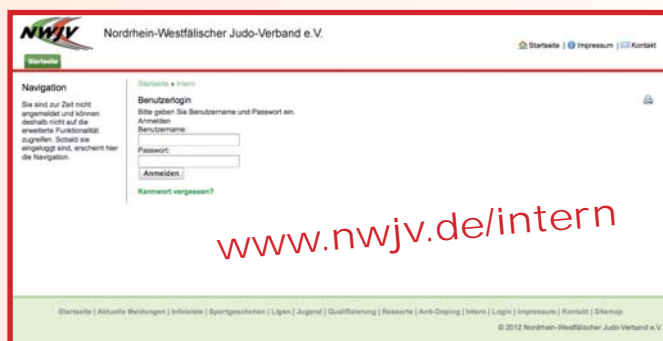 NWJV
Nordrhein-Westfälischer Judo-Verband e.V.
Startseite | Impressum | Kontakt
Startseite
Navigation
Sie sind zur Zeit nicht
angemeldet und können
deshalb nicht auf die
erweiterte Funktionalität
zugreifen. Sobald sie
eingeloggt sind, erscheint hier
die Navigation.
Startseite • Intern
Benutzerlogin
Bitte geben Sie Benutzername und Passwort ein.
Anmelden
Benutzername:
Passwort:
Anmelden
Kennwort vergessen?
www.nwjv.de/intern
Startseite | Aktuelle Meldungen | Infoleiste | Sportgeschehen | Ligen | Jugend | Qualifizierung | Ressorts | Anti-Doping | Intern | Login | Impressum | Kontakt | Sitemap
© 2012 Nordrhein-Westfälischer Judo-Verband e.V.